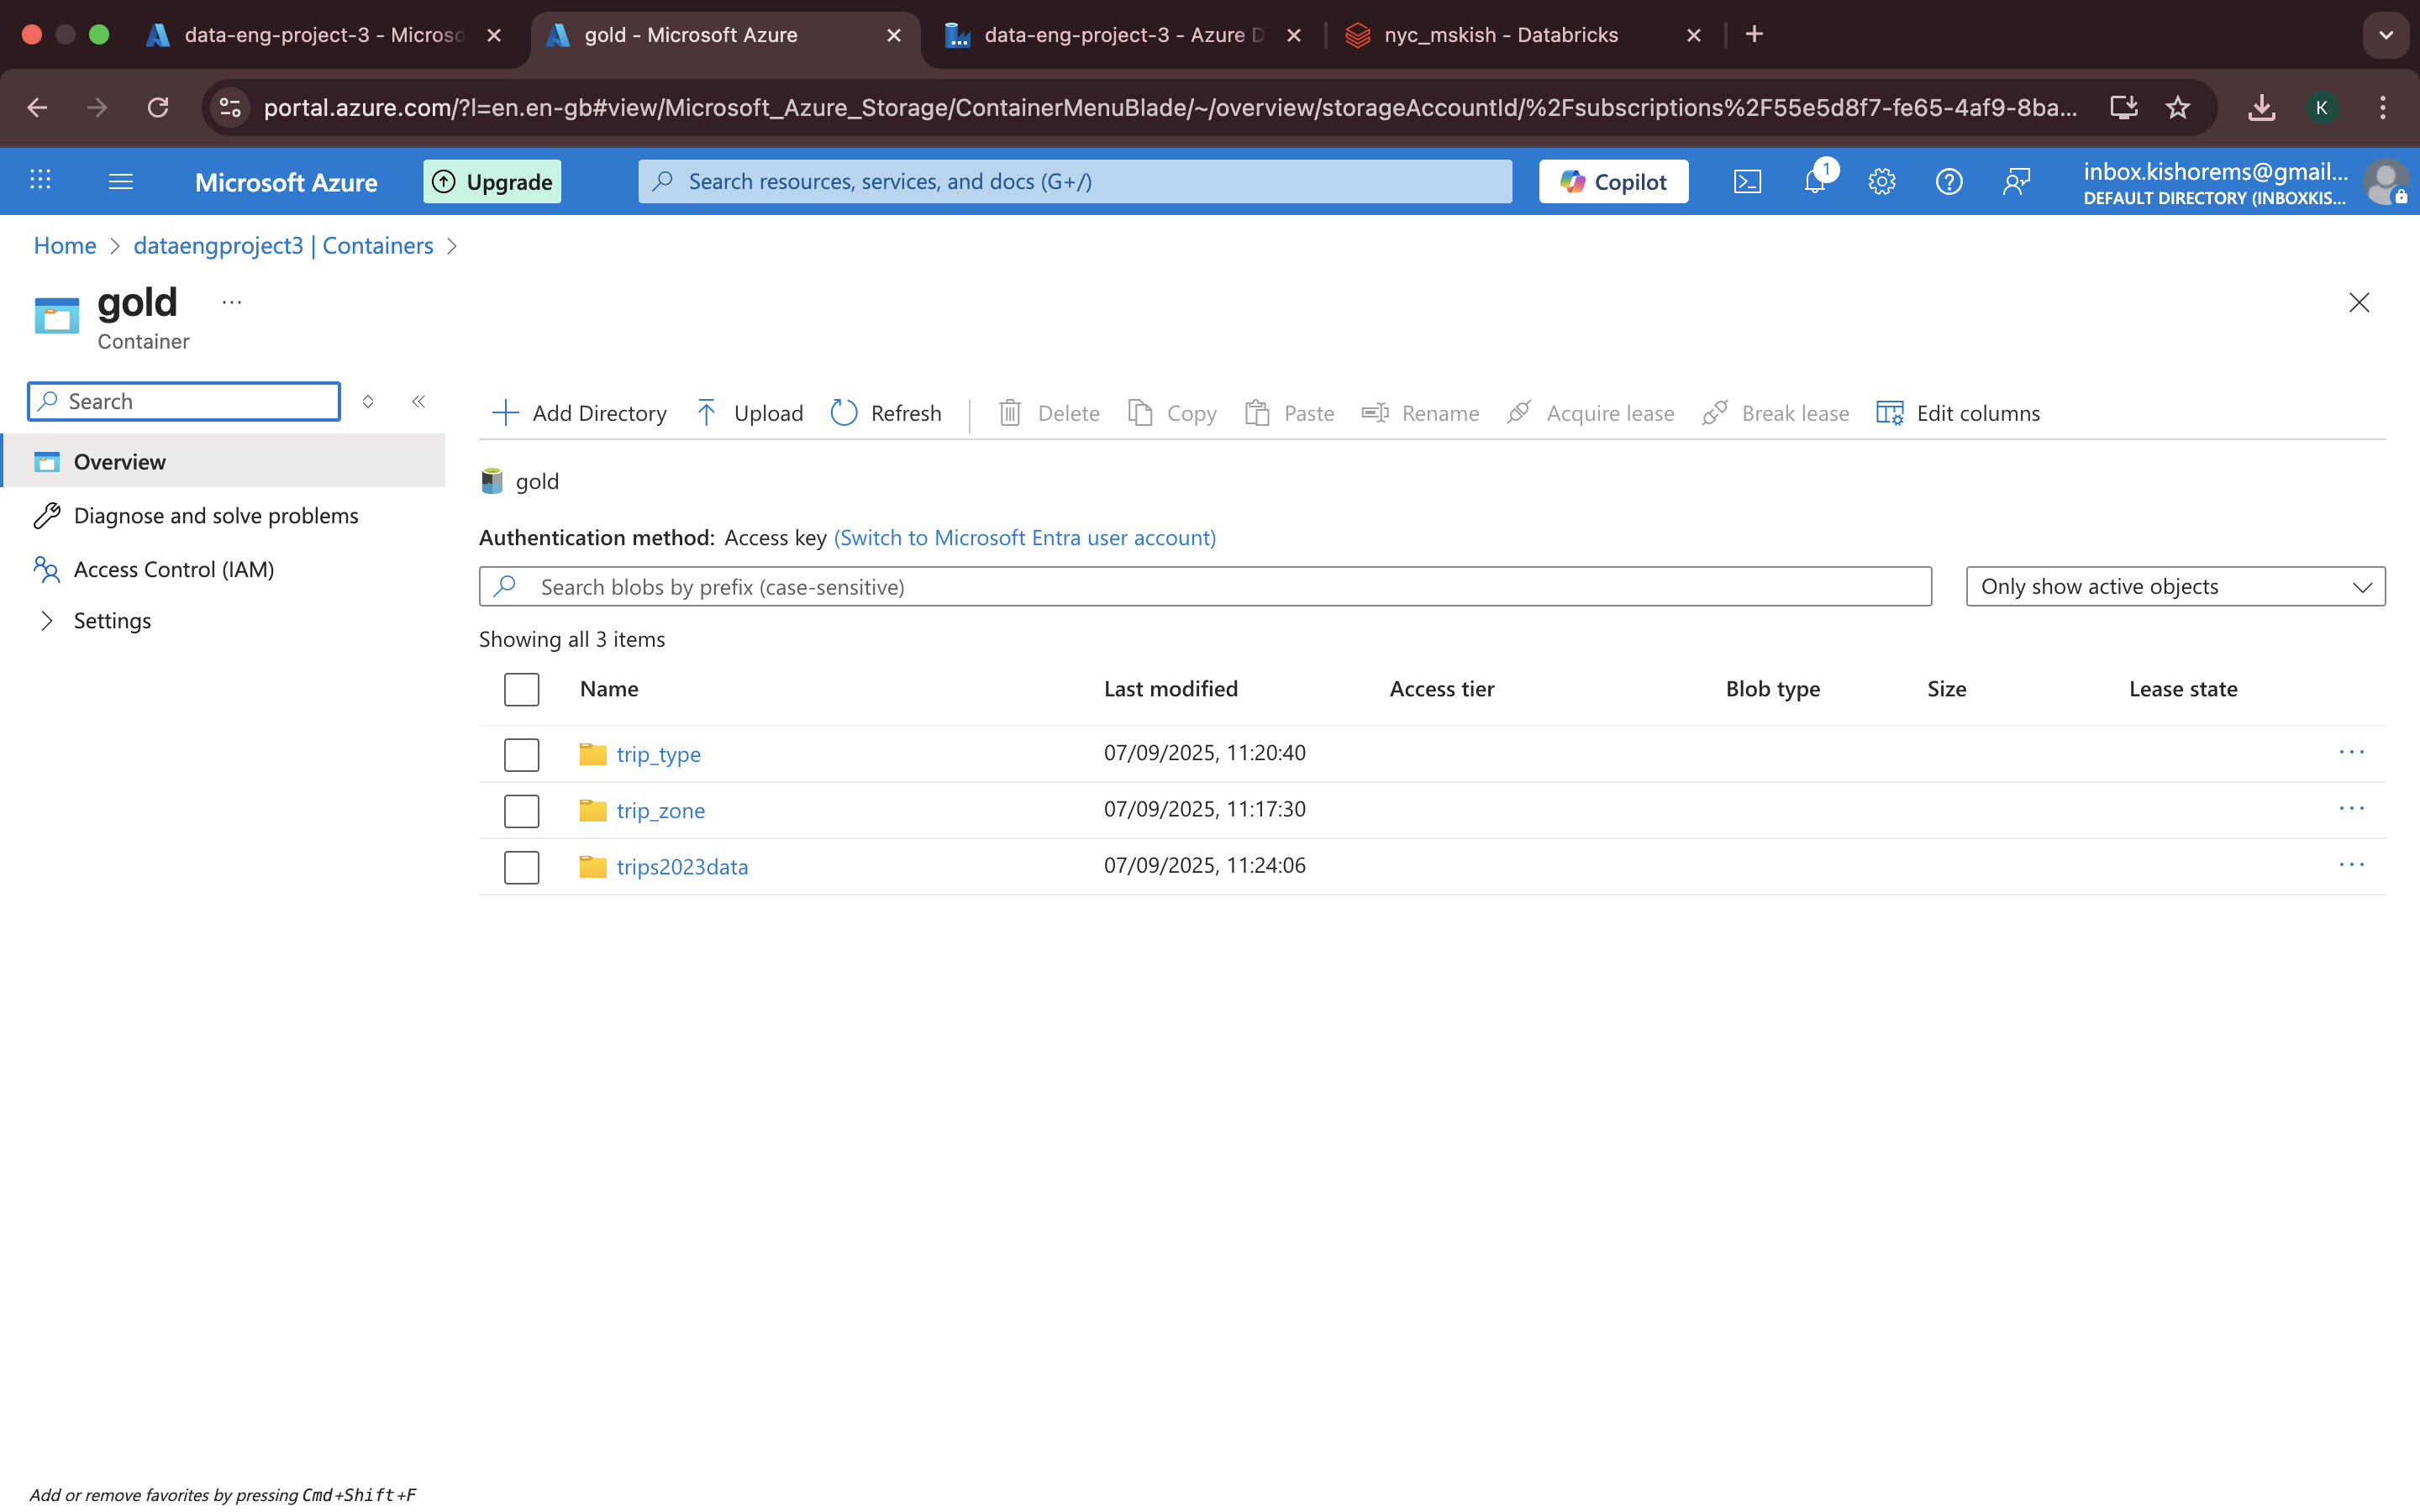 data-eng-project-3 - Microso
gold - Microsoft Azure
data-eng-project-3 - Azure D
nyc_mskish - Databricks
portal.azure.com/?l=en.en-gb#view/Microsoft_Azure_Storage/ContainerMenuBlade/~/overview/storageAccountId/%2Fsubscriptions%2F55e5d8f7-fe65-4af9-8ba...
K
Microsoft Azure
Upgrade
Search resources, services, and docs (G+/)
Copilot
1
inbox.kishorems@gmail...
DEFAULT DIRECTORY (INBOXKIS...
Home > dataengproject3 | Containers >
gold ...
Container
Search
Overview
Diagnose and solve problems
Access Control (IAM)
Settings
Add Directory Upload Refresh Delete Copy Paste Rename Acquire lease Break lease Edit columns
gold
Authentication method: Access key (Switch to Microsoft Entra user account)
Search blobs by prefix (case-sensitive)
Only show active objects
Showing all 3 items
Name Last modified Access tier Blob type Size Lease state
trip_type 07/09/2025, 11:20:40 ...
trip_zone 07/09/2025, 11:17:30 ...
trips2023data 07/09/2025, 11:24:06 ...
Add or remove favorites by pressing Cmd+Shift+F